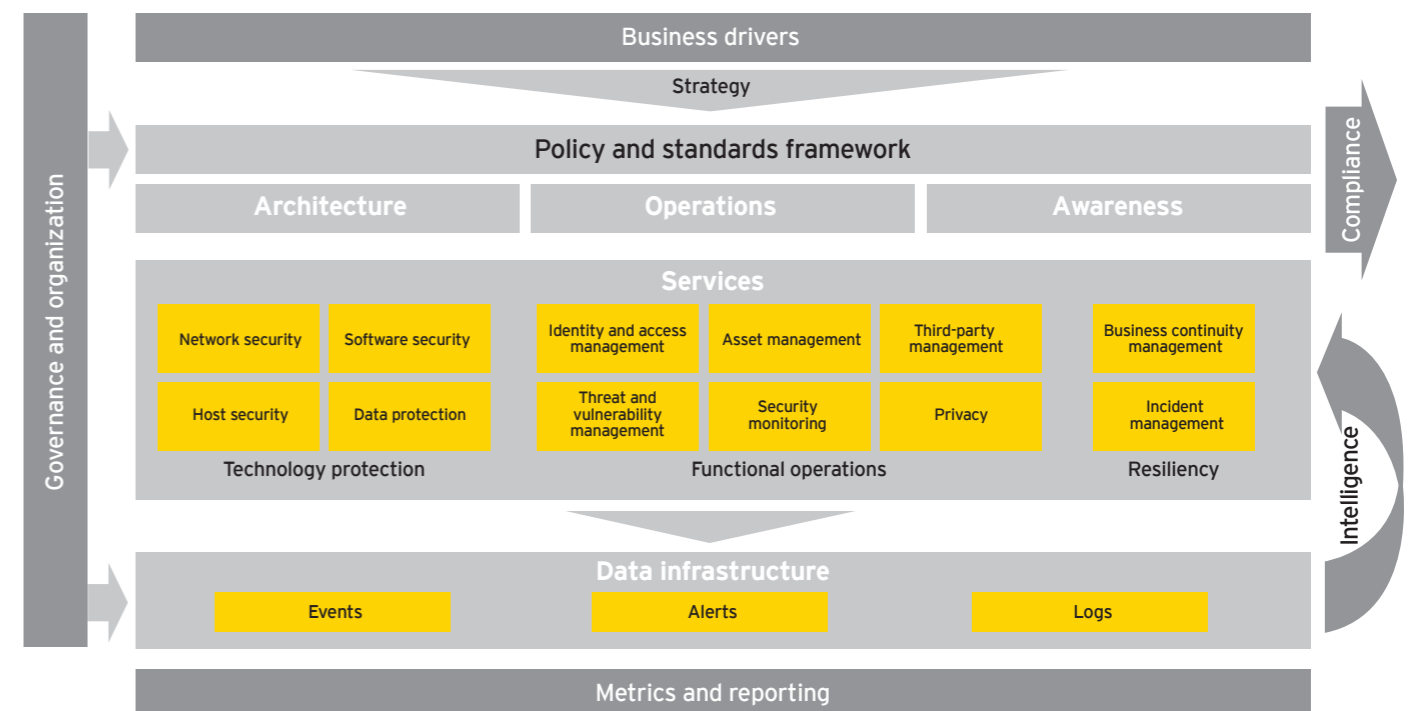 Business drivers
Strategy
Policy and standards framework
Architecture
Operations
Awareness
Governance and organization
Compliance
Services
Network security
Software security
Identity and access
management
Asset management
Third-party
management
Business continuity
management
Host security
Data protection
Threat and
vulnerability
management
Security
monitoring
Privacy
Incident
management
Technology protection
Functional operations
Resiliency
Intelligence
Data infrastructure
Events
Alerts
Logs
Metrics and reporting